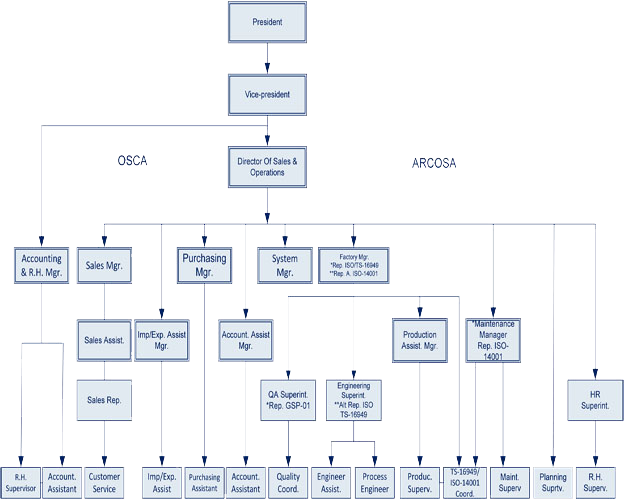 President
Vice-president
OSCA
ARCOSA
Director Of Sales &
Operations
Accounting
& R.H. Mgr.
Sales Mgr.
Purchasing
Mgr.
System
Mgr.
Factory Mgr.
*Rep. ISO/TS-16949
**Rep. A. ISO-14001
Sales Assist.
Imp/Exp. Assist
Mgr.
Account. Assist
Mgr.
Production
Assist. Mgr.
*Maintenance
Manager
Rep. ISO-
14001
Sales Rep.
QA Superint.
*Rep. GSP-01
Engineering
Superint.
**Alt Rep. ISO
TS-16949
HR
Superint.
R.H.
Supervisor
Account.
Assistant
Customer
Service
Imp/Exp.
Assist
Purchasing
Assistant
Account.
Assistant
Quality
Coord.
Engineer
Assist.
Process
Engineer
Produc.
Superv.
TS-16949/
ISO-14001
Coord.
Maint.
Superv
Planning
Suprtv.
R.H.
Superv.